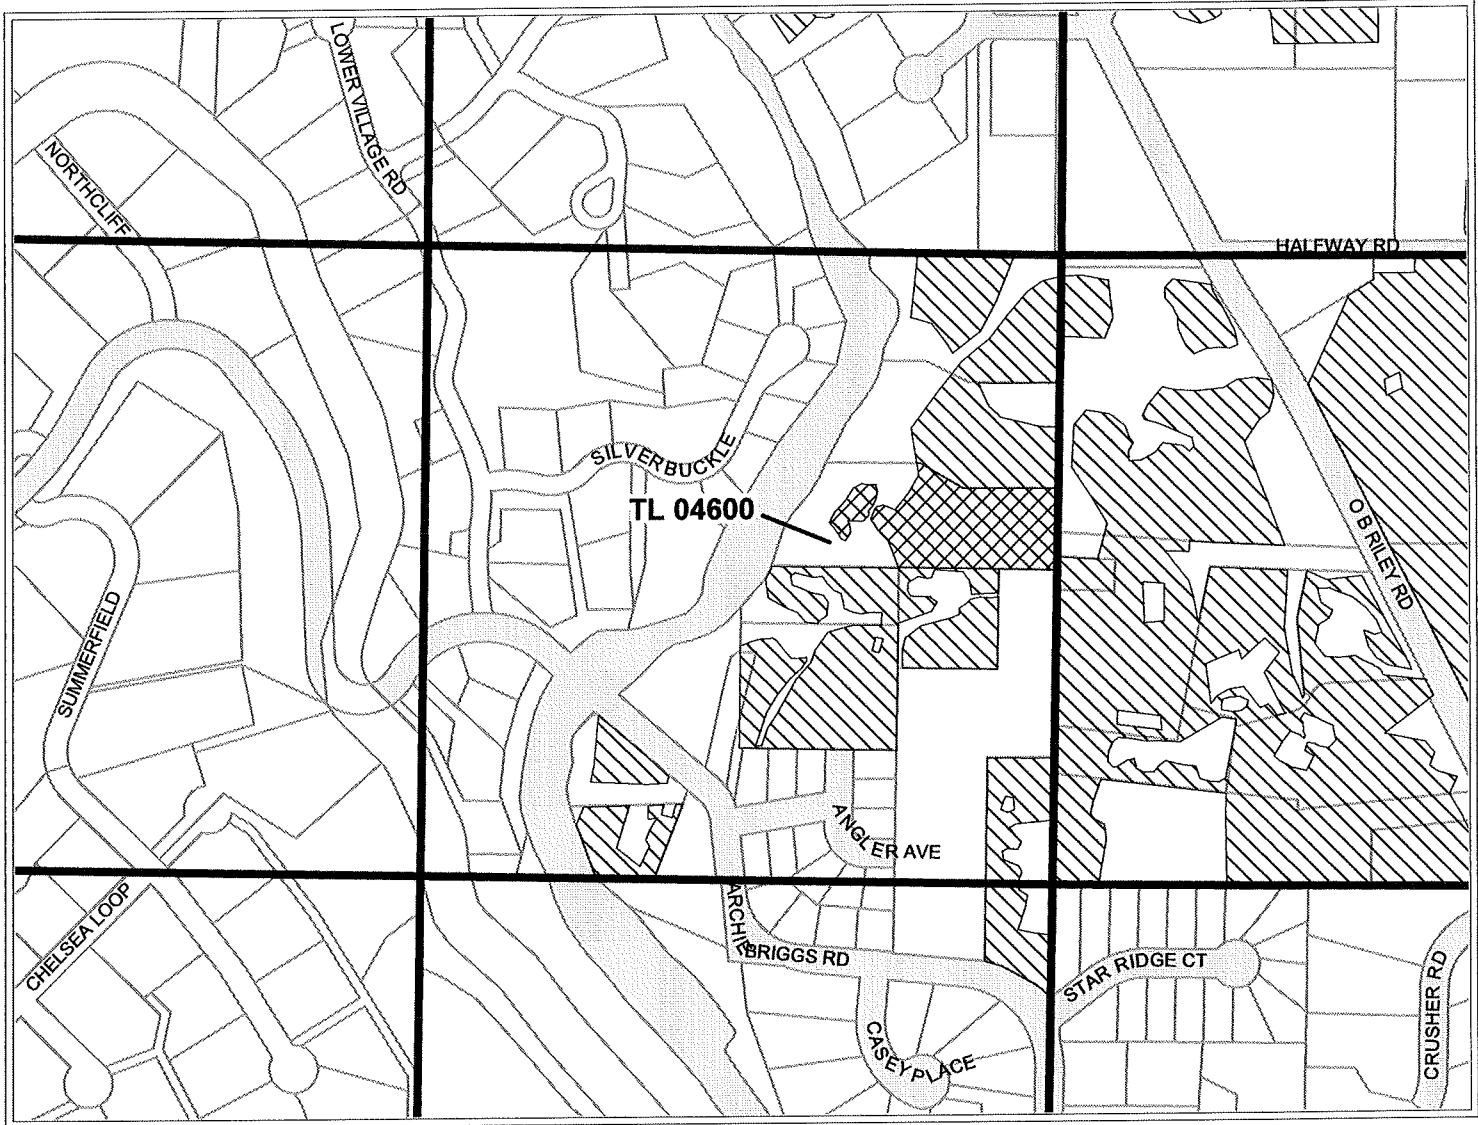 LOWER VILLAGE RD
NORTHCLIFF
HALFWAY RD
SILVERBUCKLE
TL 04600
O B RILEY RD
SUMMERFIELD
ANGLER AVE
ARCHIE
BRIGGS RD
CHELSEA LOOP
STAR RIDGE CT
CRUSHER RD
CASEY PLACE